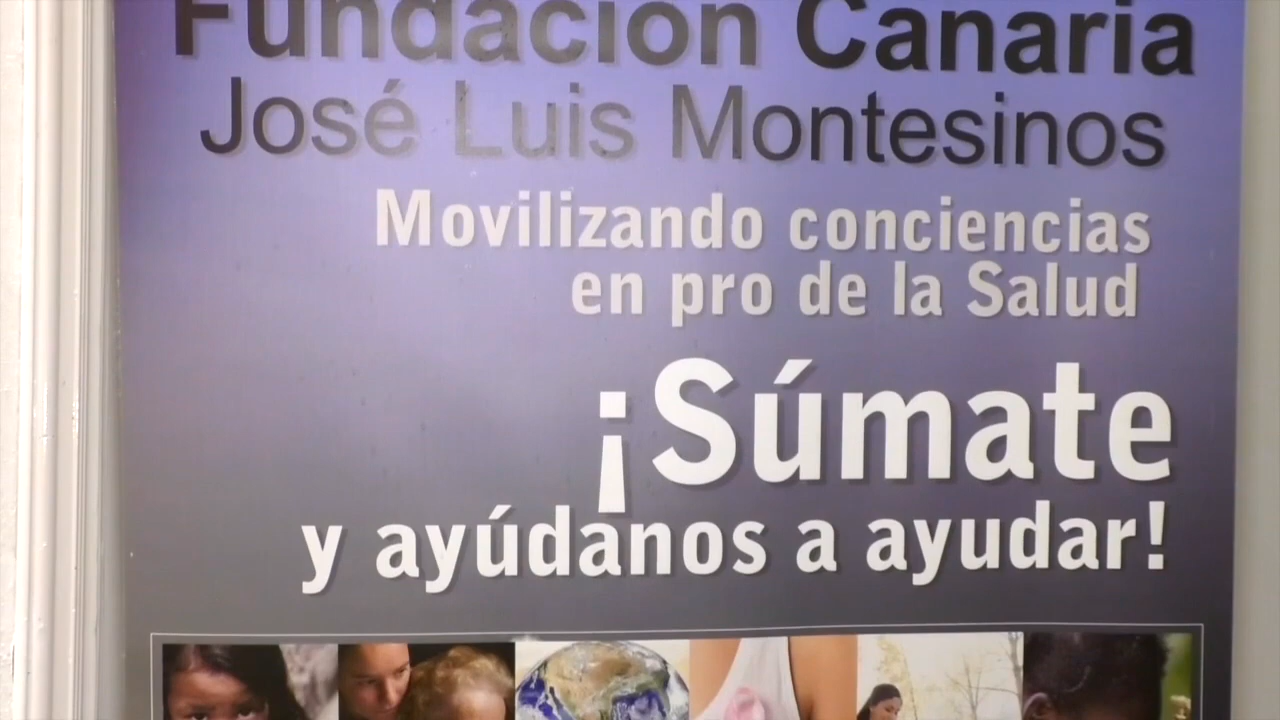 Fundación Canaria
José Luis Montesinos
Movilizando conciencias
en pro de la Salud
¡Súmate
y ayúdanos a ayudar!